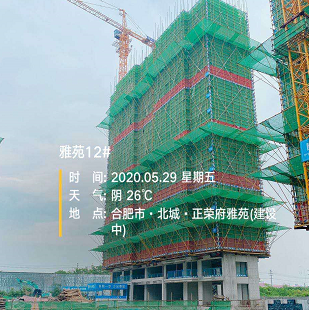 雅苑12#
时 间: 2020.05.29 星期五
天 气: 阴 26℃
地 点: 合肥市·北城·正荣府雅苑(建设
中)